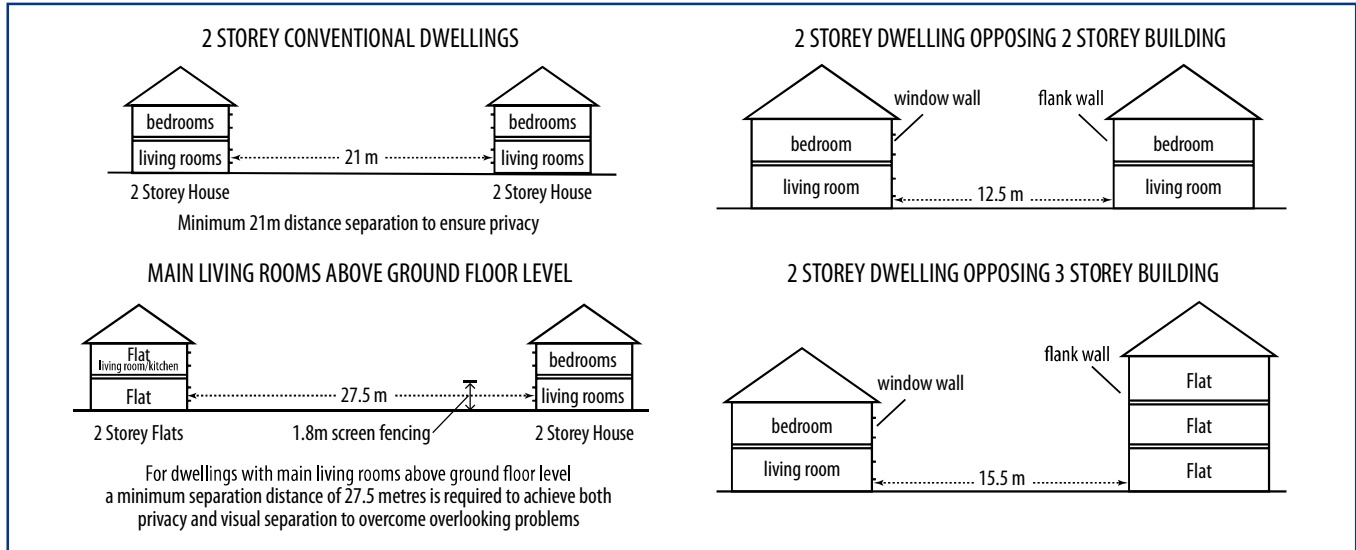 2 STOREY CONVENTIONAL DWELLINGS
bedrooms
bedrooms
living rooms
21 m
living rooms
2 Storey House
2 Storey House
Minimum 21m distance separation to ensure privacy
2 STOREY DWELLING OPPOSING 2 STOREY BUILDING
window wall
flank wall
bedroom
bedroom
living room
12.5 m
living room
MAIN LIVING ROOMS ABOVE GROUND FLOOR LEVEL
Flat
living room/kitchen
bedrooms
Flat
27.5 m
living rooms
2 Storey Flats
1.8m screen fencing
2 Storey House
For dwellings with main living rooms above ground floor level
a minimum separation distance of 27.5 metres is required to achieve both
privacy and visual separation to overcome overlooking problems
2 STOREY DWELLING OPPOSING 3 STOREY BUILDING
flank wall
window wall
Flat
bedroom
Flat
living room
15.5 m
Flat